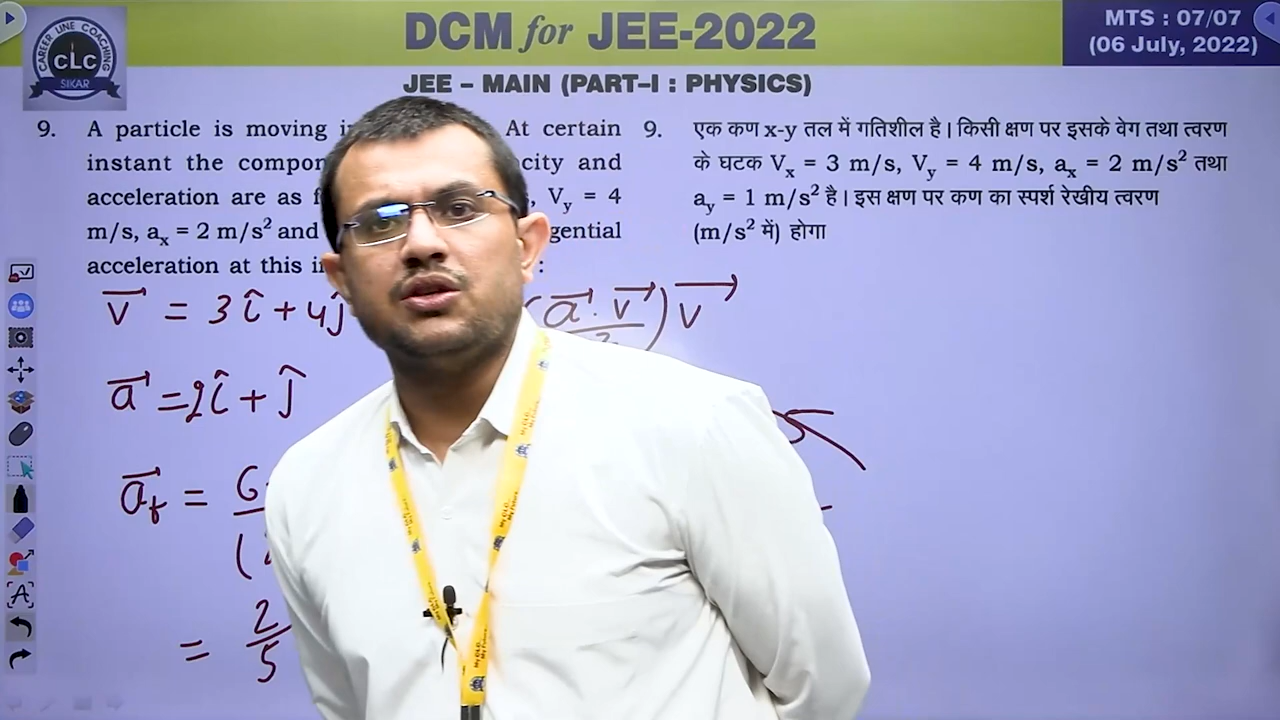 DCM for JEE-2022
MTS : 07/07
(06 July, 2022)
CAREER LINE COACHING
CLC
SIKAR
JEE – MAIN (PART–I : PHYSICS)
9. A particle is moving At certain
instant the and
acceleration are as V_y = 4
m/s, a_x = 2 m/s² and
acceleration at this :
9. एक कण x-y तल में गतिशील है। किसी क्षण पर इसके वेग तथा त्वरण
के घटक V_x = 3 m/s, V_y = 4 m/s, a_x = 2 m/s² तथा
a_y = 1 m/s² है। इस क्षण पर कण का स्पर्श रेखीय त्वरण
(m/s² में) होगा
v⃗ = 3î + 4ĵ
(a⃗ · v⃗) v⃗
a⃗ = 2î + ĵ
a⃗_t = 6
= 2/5
My CLC,
My Future.